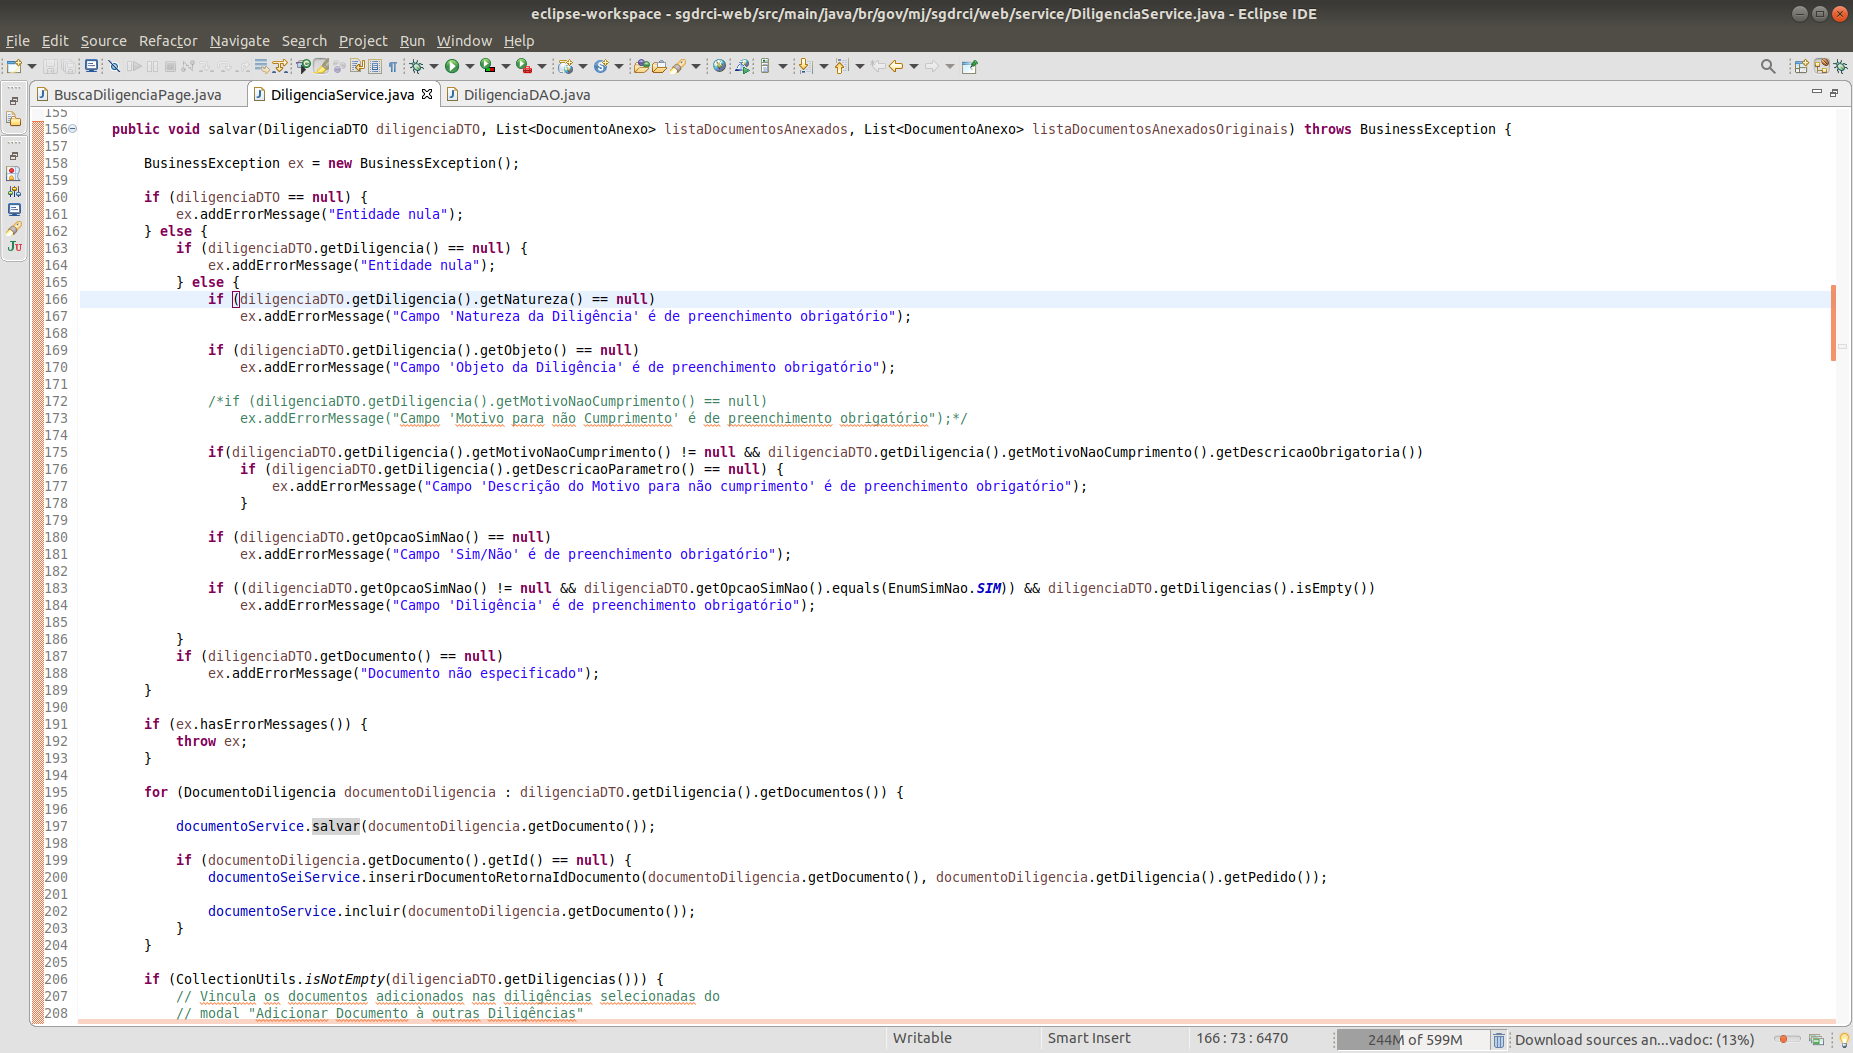 eclipse-workspace - sgdrci-web/src/main/java/br/gov/mj/sgdrci/web/service/DiligenciaService.java - Eclipse IDE
File Edit Source Refactor Navigate Search Project Run Window Help
BuscaDiligenciaPage.java DiligenciaService.java DiligenciaDAO.java
155
156 public void salvar(DiligenciaDTO diligenciaDTO, List<DocumentoAnexo> listaDocumentosAnexados, List<DocumentoAnexo> listaDocumentosAnexadosOriginais) throws BusinessException {
157
158 BusinessException ex = new BusinessException();
159
160 if (diligenciaDTO == null) {
161 ex.addErrorMessage("Entidade nula");
162 } else {
163 if (diligenciaDTO.getDiligencia() == null) {
164 ex.addErrorMessage("Entidade nula");
165 } else {
166 if (diligenciaDTO.getDiligencia().getNatureza() == null)
167 ex.addErrorMessage("Campo 'Natureza da Diligência' é de preenchimento obrigatório");
168
169 if (diligenciaDTO.getDiligencia().getObjeto() == null)
170 ex.addErrorMessage("Campo 'Objeto da Diligência' é de preenchimento obrigatório");
171
172 /*if (diligenciaDTO.getDiligencia().getMotivoNaoCumprimento() == null)
173 ex.addErrorMessage("Campo 'Motivo para não Cumprimento' é de preenchimento obrigatório");*/
174
175 if(diligenciaDTO.getDiligencia().getMotivoNaoCumprimento() != null && diligenciaDTO.getDiligencia().getMotivoNaoCumprimento().getDescricaoObrigatoria())
176 if (diligenciaDTO.getDiligencia().getDescricaoParametro() == null) {
177 ex.addErrorMessage("Campo 'Descrição do Motivo para não cumprimento' é de preenchimento obrigatório");
178 }
179
180 if (diligenciaDTO.getOpcaoSimNao() == null)
181 ex.addErrorMessage("Campo 'Sim/Não' é de preenchimento obrigatório");
182
183 if ((diligenciaDTO.getOpcaoSimNao() != null && diligenciaDTO.getOpcaoSimNao().equals(EnumSimNao.SIM)) && diligenciaDTO.getDiligencias().isEmpty())
184 ex.addErrorMessage("Campo 'Diligência' é de preenchimento obrigatório");
185
186 }
187 if (diligenciaDTO.getDocumento() == null)
188 ex.addErrorMessage("Documento não especificado");
189 }
190
191 if (ex.hasErrorMessages()) {
192 throw ex;
193 }
194
195 for (DocumentoDiligencia documentoDiligencia : diligenciaDTO.getDiligencia().getDocumentos()) {
196
197 documentoService.salvar(documentoDiligencia.getDocumento());
198
199 if (documentoDiligencia.getDocumento().getId() == null) {
200 documentoSeiService.inserirDocumentoRetornaIdDocumento(documentoDiligencia.getDocumento(), documentoDiligencia.getDiligencia().getPedido());
201
202 documentoService.incluir(documentoDiligencia.getDocumento());
203 }
204 }
205
206 if (CollectionUtils.isNotEmpty(diligenciaDTO.getDiligencias())) {
207 // Vincula os documentos adicionados nas diligências selecionadas do
208 // modal "Adicionar Documento à outras Diligências"
Writable Smart Insert 166 : 73 : 6470 244M of 599M Download sources an...vadoc: (13%)